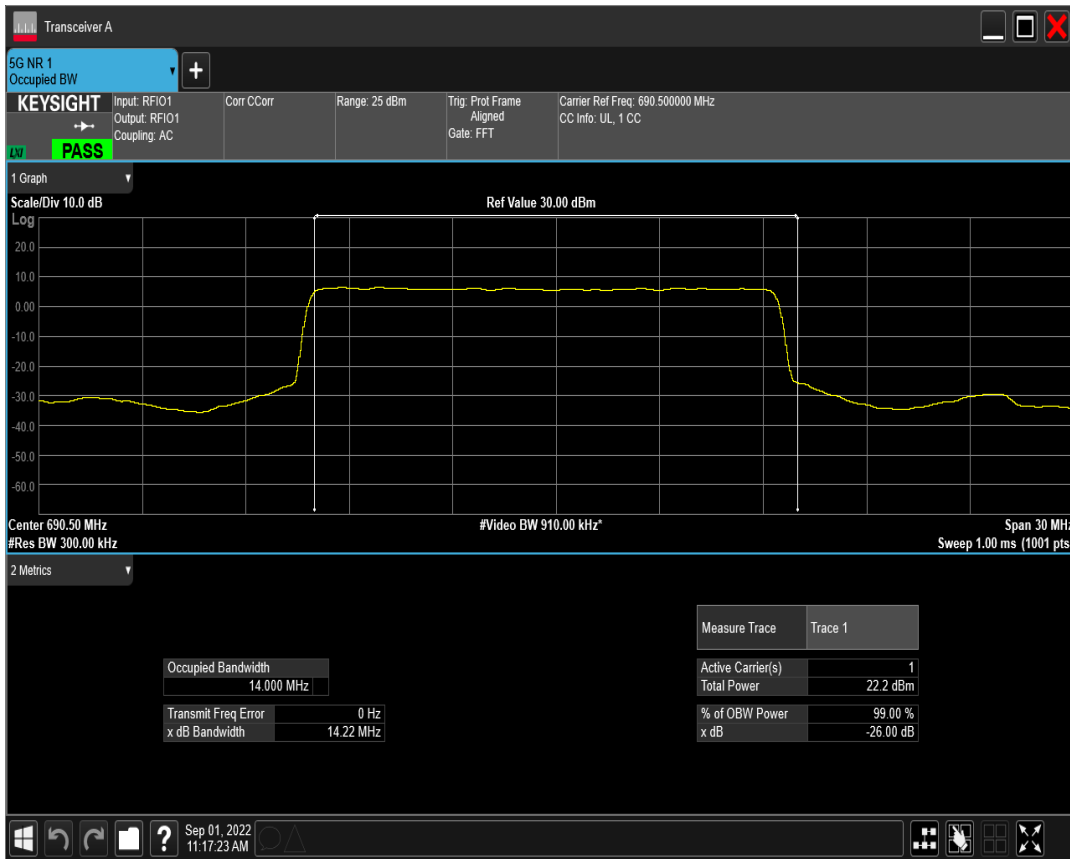 Transceiver A
5G NR 1
Occupied BW
KEYSIGHT
LXI
PASS
Input: RFIO1
Output: RFIO1
Coupling: AC
Corr CCorr
Range: 25 dBm
Trig: Prot Frame
Aligned
Gate: FFT
Carrier Ref Freq: 690.500000 MHz
CC Info: UL, 1 CC
1 Graph
Scale/Div 10.0 dB
Ref Value 30.00 dBm
Log
20.0
10.0
0.00
-10.0
-20.0
-30.0
-40.0
-50.0
-60.0
Center 690.50 MHz
#Video BW 910.00 kHz*
Span 30 MHz
#Res BW 300.00 kHz
Sweep 1.00 ms (1001 pts
2 Metrics
Measure Trace Trace 1
Occupied Bandwidth
14.000 MHz
Active Carrier(s) 1
Total Power 22.2 dBm
Transmit Freq Error 0 Hz
x dB Bandwidth 14.22 MHz
% of OBW Power 99.00 %
x dB -26.00 dB
?
Sep 01, 2022
11:17:23 AM